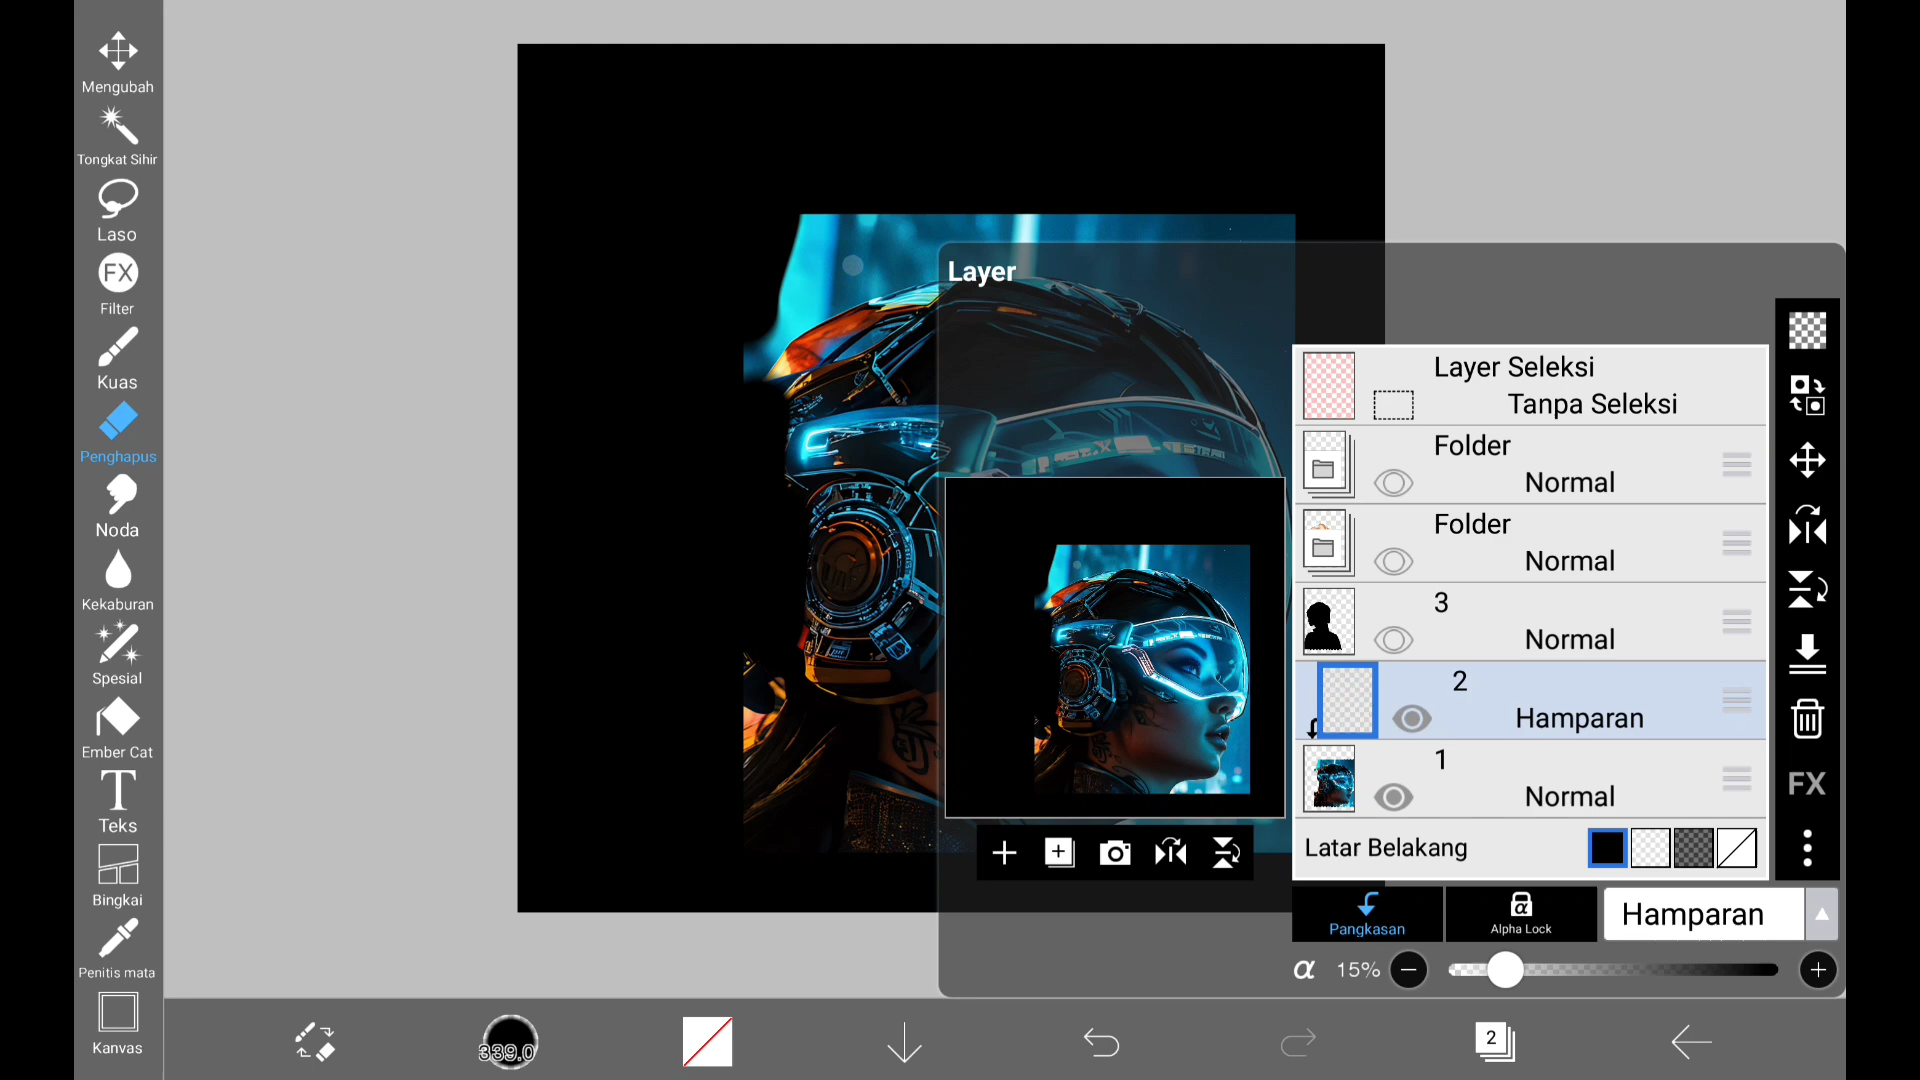 Mengubah
Tongkat Sihir
Laso
FX
Filter
Kuas
Penghapus
Noda
Kekaburan
Spesial
Ember Cat
T
Teks
Bingkai
Penitis mata
Kanvas
Layer
Layer Seleksi
Tanpa Seleksi
Folder
Normal
Folder
Normal
3
Normal
2
Hamparan
1
Normal
Latar Belakang
FX
Pangkasan
α
Alpha Lock
Hamparan
α 15%
339.0
2